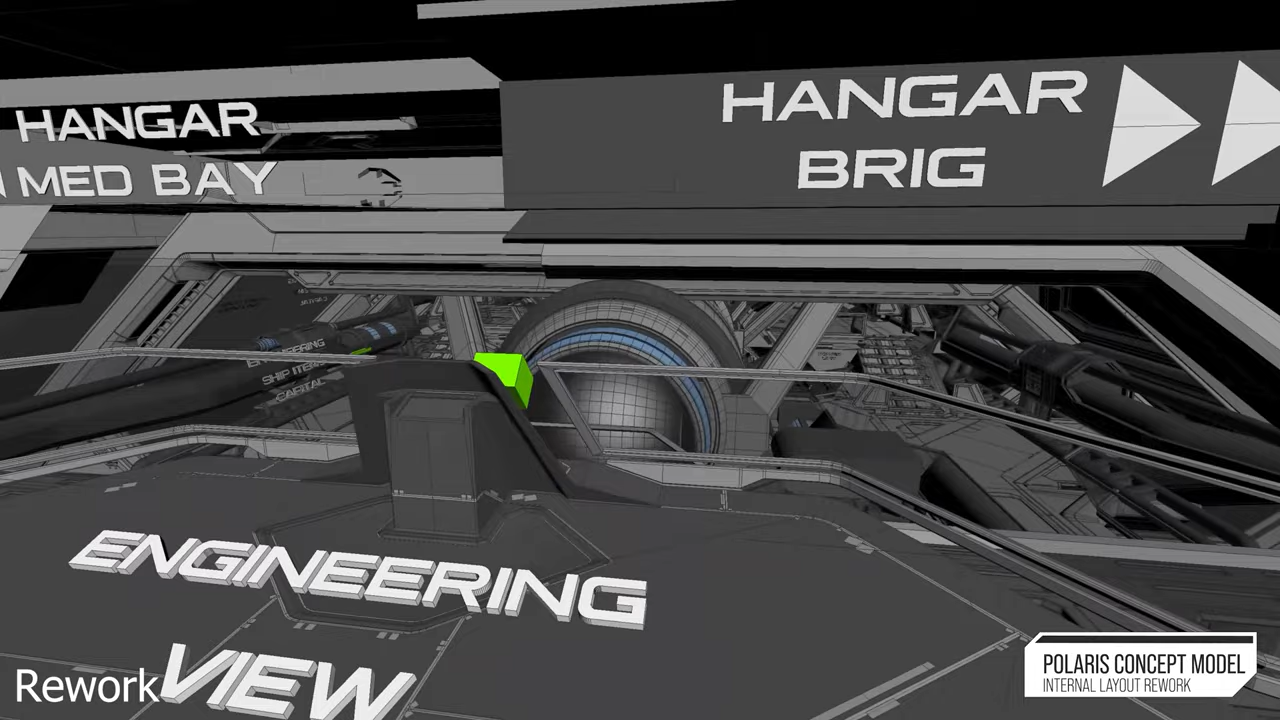 HANGAR
MED BAY
HANGAR
BRIG
ENGINEERING
SHIP ITEMS
CAPITAL
ENGINEERING
VIEW
Rework
POLARIS CONCEPT MODEL
INTERNAL LAYOUT REWORK